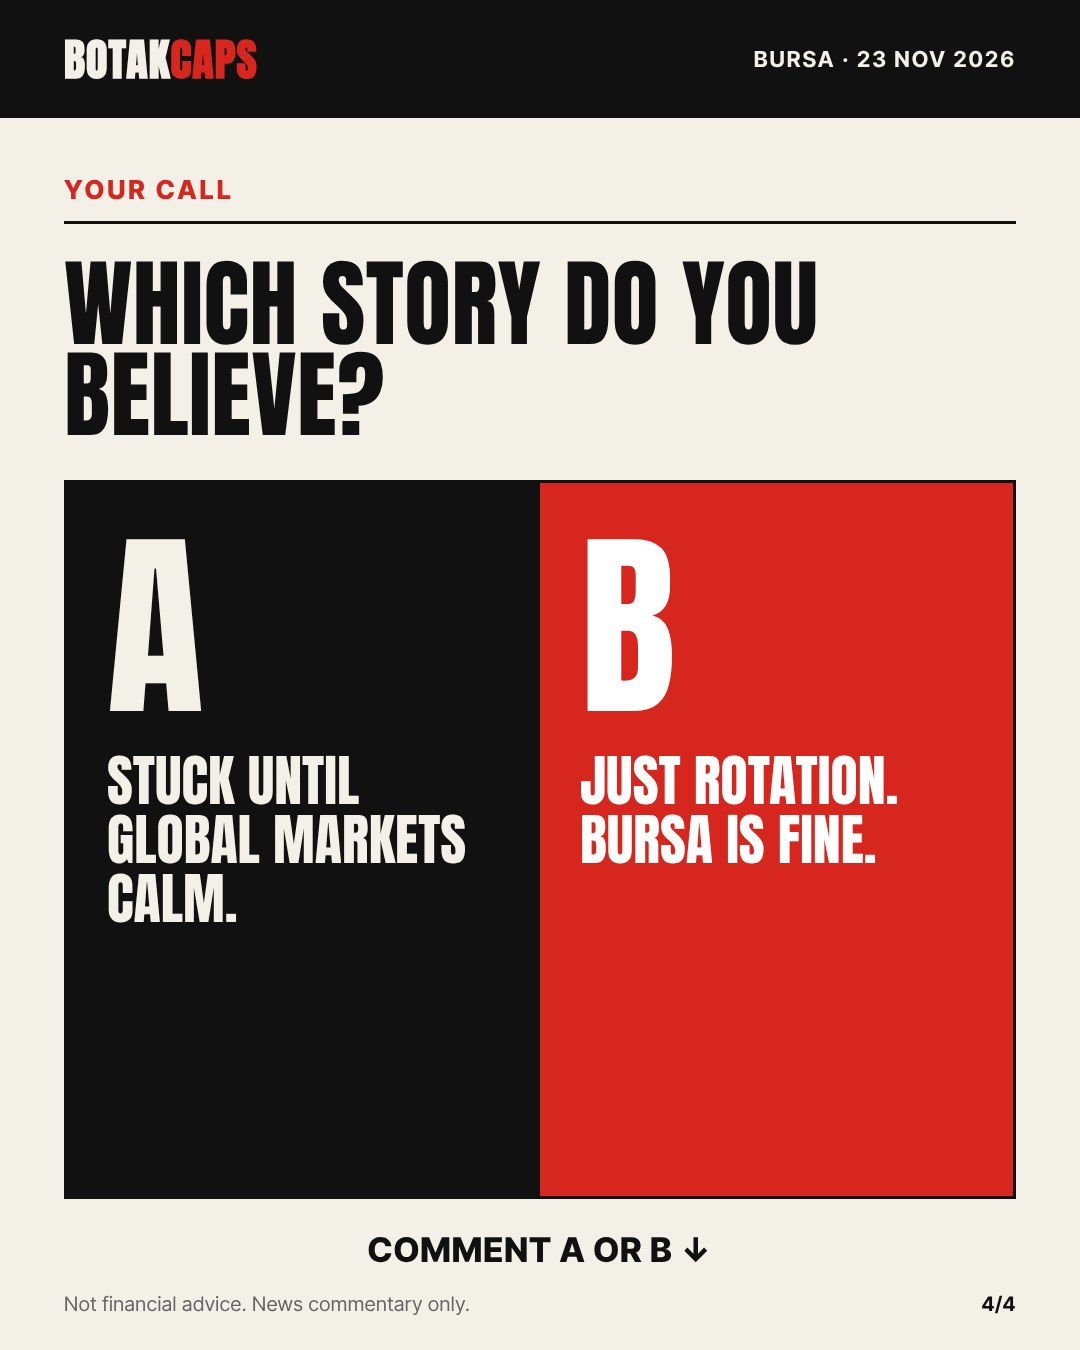 BOTAKCAPS
BURSA · 23 NOV 2026
YOUR CALL
WHICH STORY DO YOU
BELIEVE?
A
STUCK UNTIL
GLOBAL MARKETS
CALM.
B
JUST ROTATION.
BURSA IS FINE.
COMMENT A OR B ↓
Not financial advice. News commentary only.
4/4